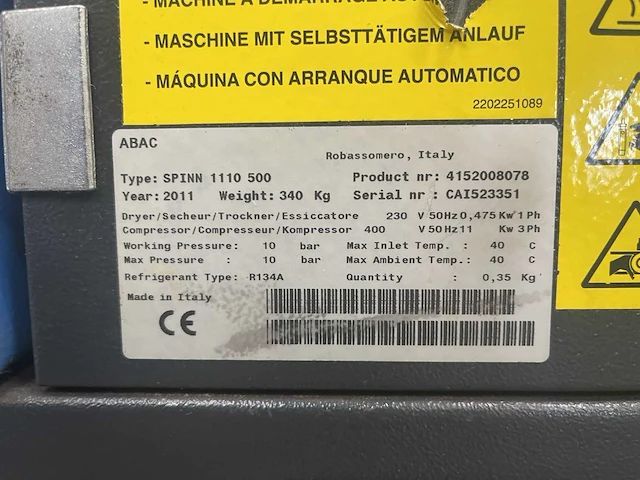 - MACHINE A DEMARRAGE
- MASCHINE MIT SELBSTTÄTIGEM ANLAUF
- MÁQUINA CON ARRANQUE AUTOMATICO
2202251089
ABAC
Robassomero, Italy
Type: SPINN 1110 500 Product nr: 4152008078
Year: 2011 Weight: 340 Kg Serial nr : CAI523351
Dryer/Secheur/Trockner/Essiccatore 230 V 50Hz 0,475 Kw 1 Ph
Compressor/Compresseur/Kompressor 400 V 50Hz 11 Kw 3 Ph
Working Pressure: 10 bar Max Inlet Temp. : 40 C
Max Pressure : 10 bar Max Ambient Temp. : 40 C
Refrigerant Type: R134A Quantity : 0,35 Kg
Made in Italy
CE